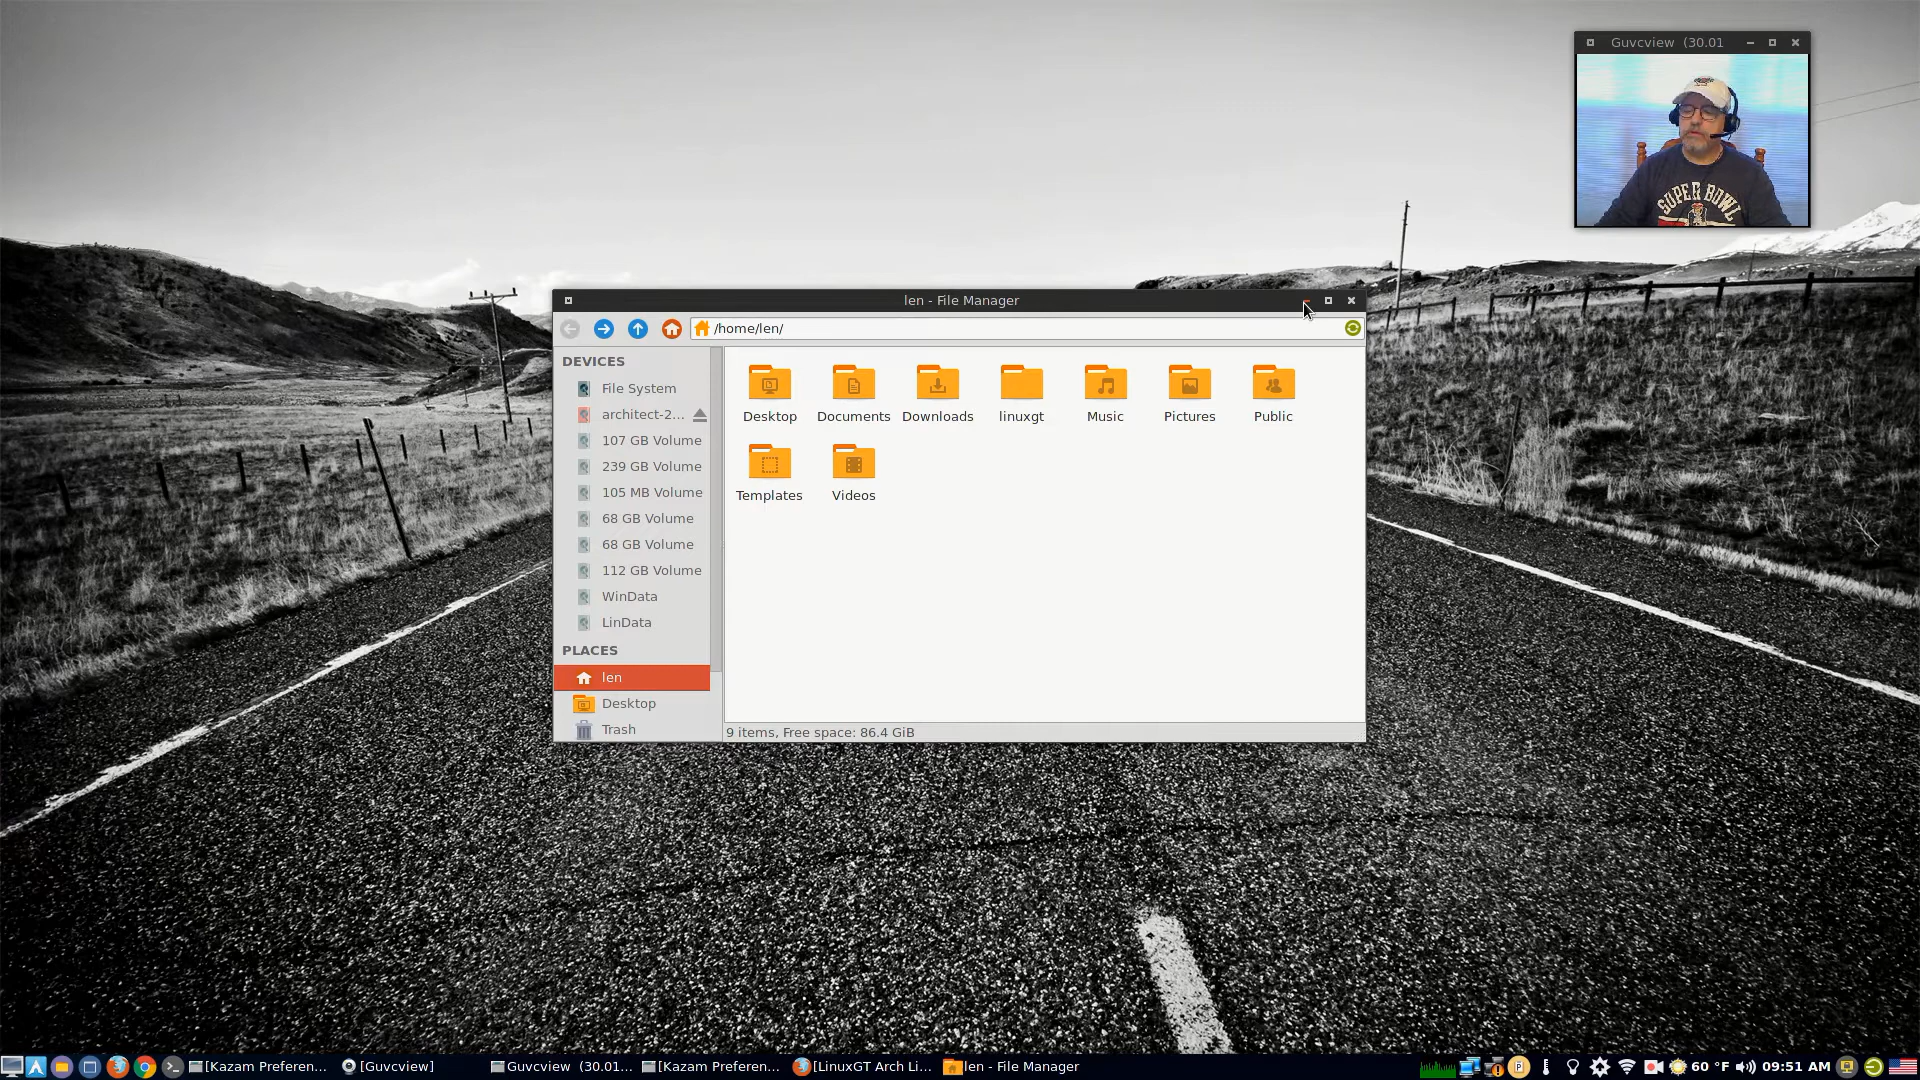 Guvcview (30.01
SUPER BOWL
len - File Manager
/home/len/
DEVICES
File System
architect-2...
107 GB Volume
239 GB Volume
105 MB Volume
68 GB Volume
68 GB Volume
112 GB Volume
WinData
LinData
PLACES
len
Desktop
Trash
Desktop
Documents
Downloads
linuxgt
Music
Pictures
Public
Templates
Videos
9 items, Free space: 86.4 GiB
[Kazam Preferen...
[Guvcview]
Guvcview (30.01...
[Kazam Preferen...
[LinuxGT Arch Li...
len - File Manager
60 °F
09:51 AM